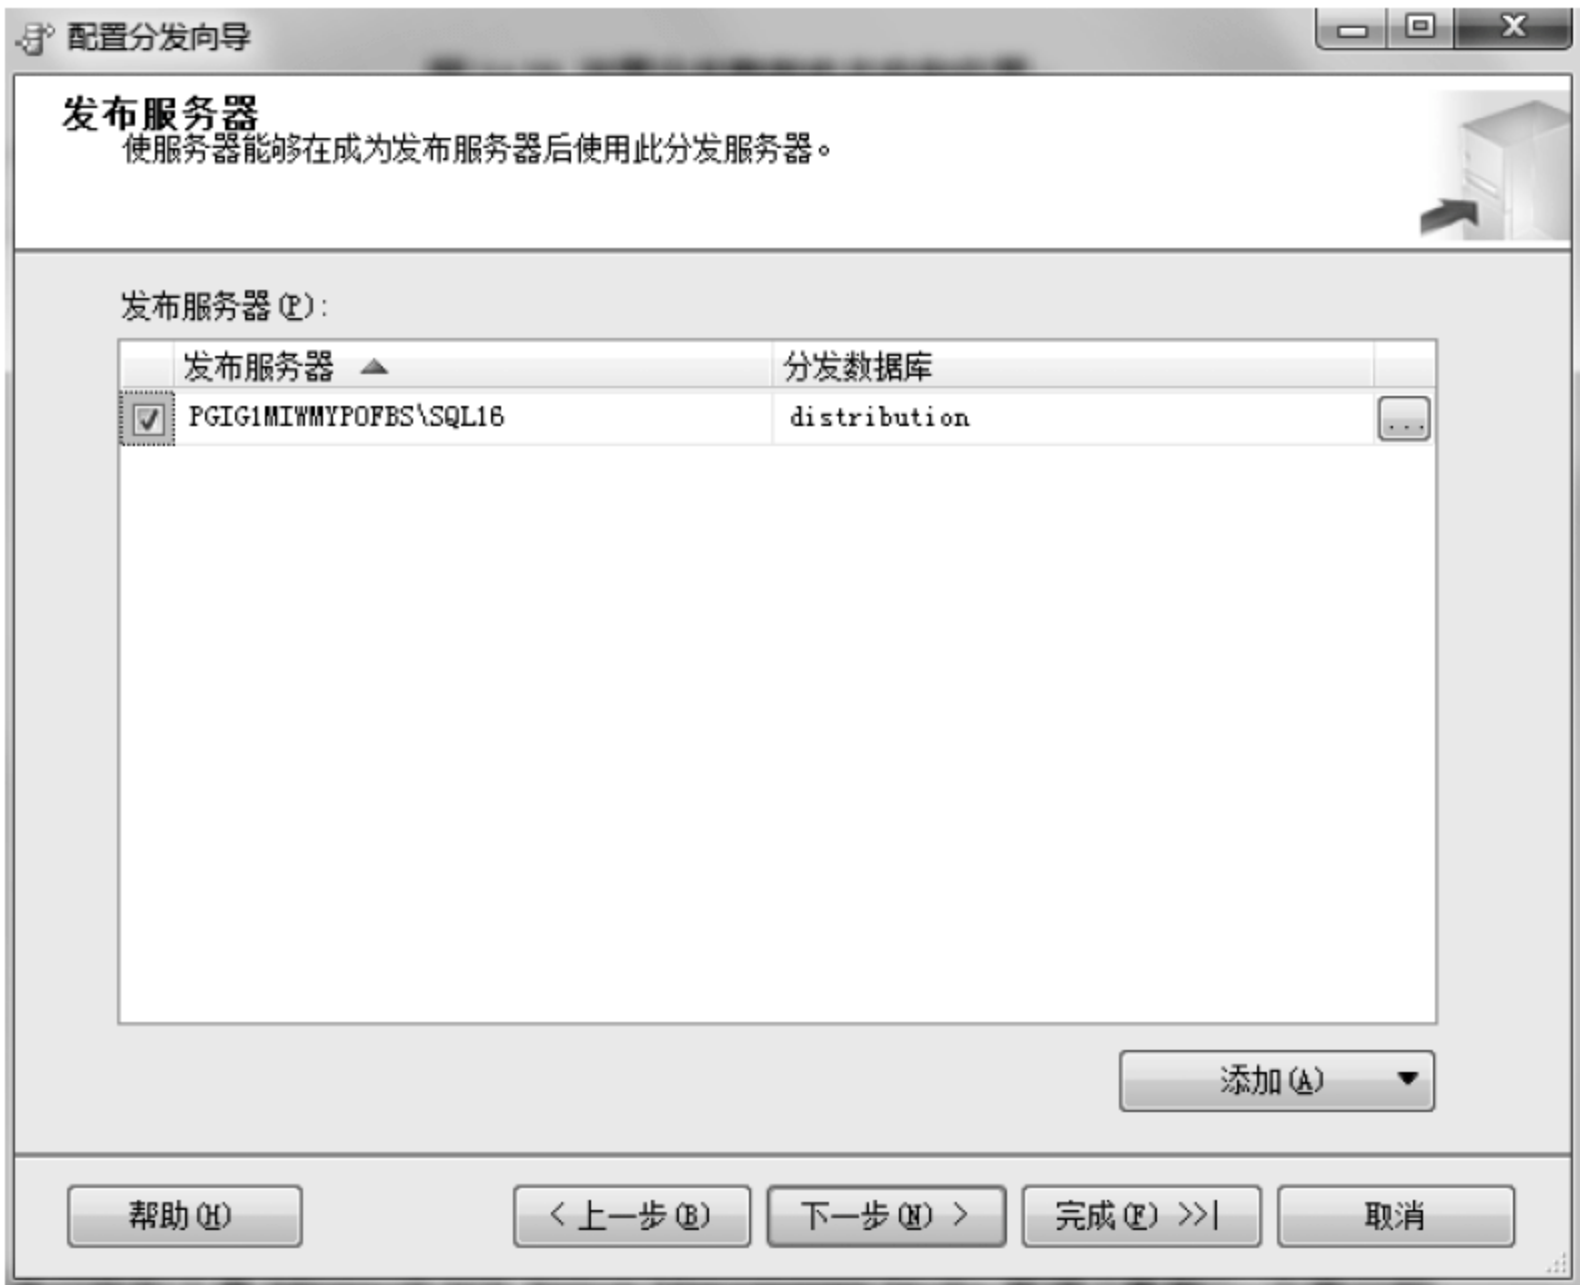 配置分发向导
发布服务器
使服务器能够在成为发布服务器后使用此分发服务器。
发布服务器(P):
发布服务器 分发数据库
PGIG1MIWMYPOFBS\SQL16 distribution ...
添加(A)
帮助(H) < 上一步(B) 下一步(N) > 完成(F) >>| 取消